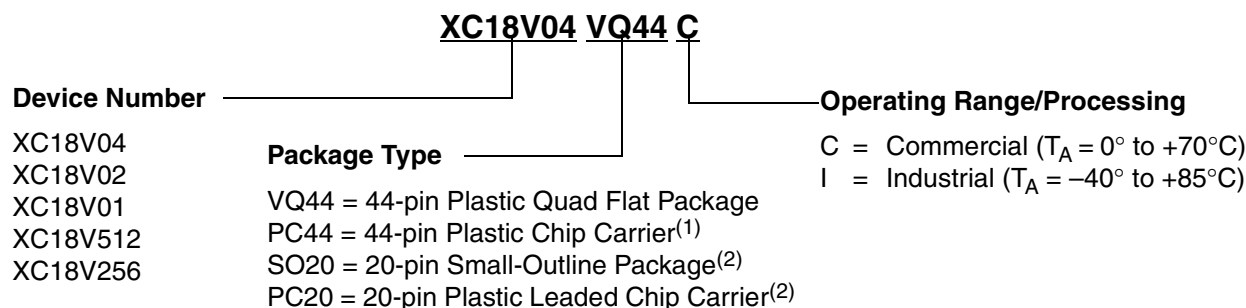 XC18V04 VQ44 C
Device Number
XC18V04
XC18V02
XC18V01
XC18V512
XC18V256
Package Type
VQ44 = 44-pin Plastic Quad Flat Package
PC44 = 44-pin Plastic Chip Carrier(1)
SO20 = 20-pin Small-Outline Package(2)
PC20 = 20-pin Plastic Leaded Chip Carrier(2)
Operating Range/Processing
C = Commercial (TA = 0° to +70°C)
I = Industrial (TA = –40° to +85°C)